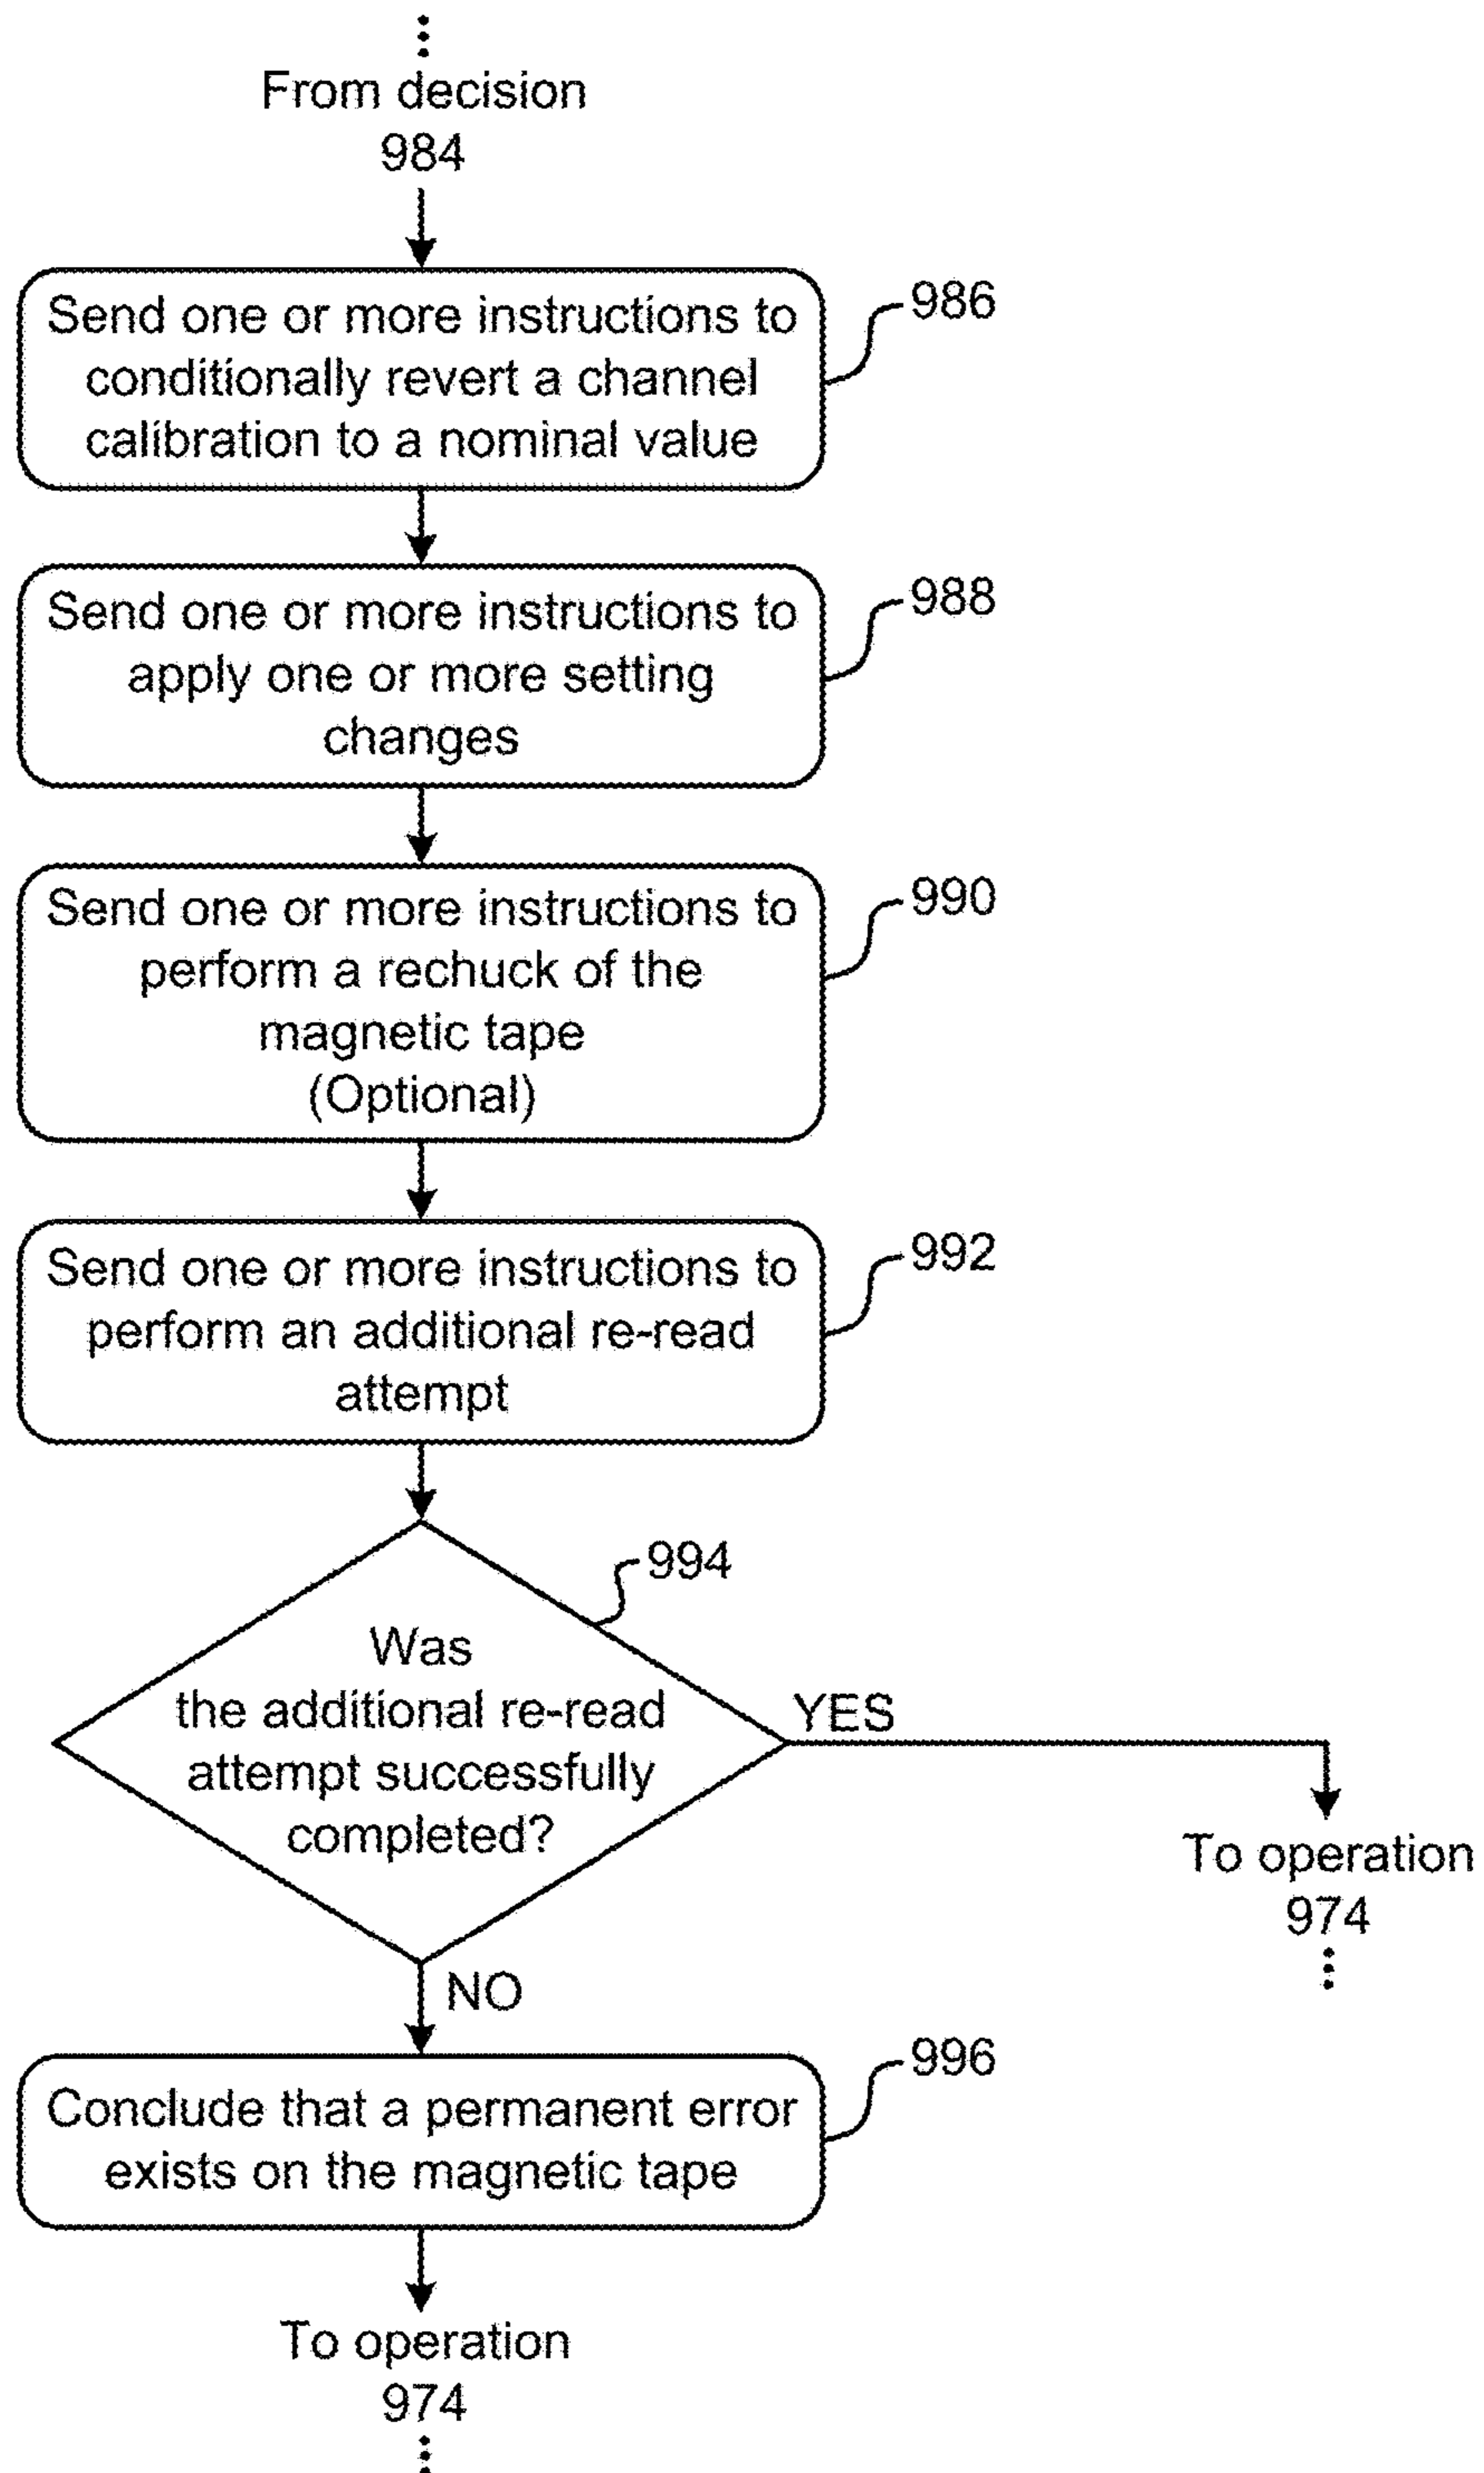 From decision
984
Send one or more instructions to
conditionally revert a channel
calibration to a nominal value
986
Send one or more instructions to
apply one or more setting
changes
988
Send one or more instructions to
perform a rechuck of the
magnetic tape
(Optional)
990
Send one or more instructions to
perform an additional re-read
attempt
992
994
Was
the additional re-read
attempt successfully
completed?
YES
To operation
974
NO
Conclude that a permanent error
exists on the magnetic tape
996
To operation
974